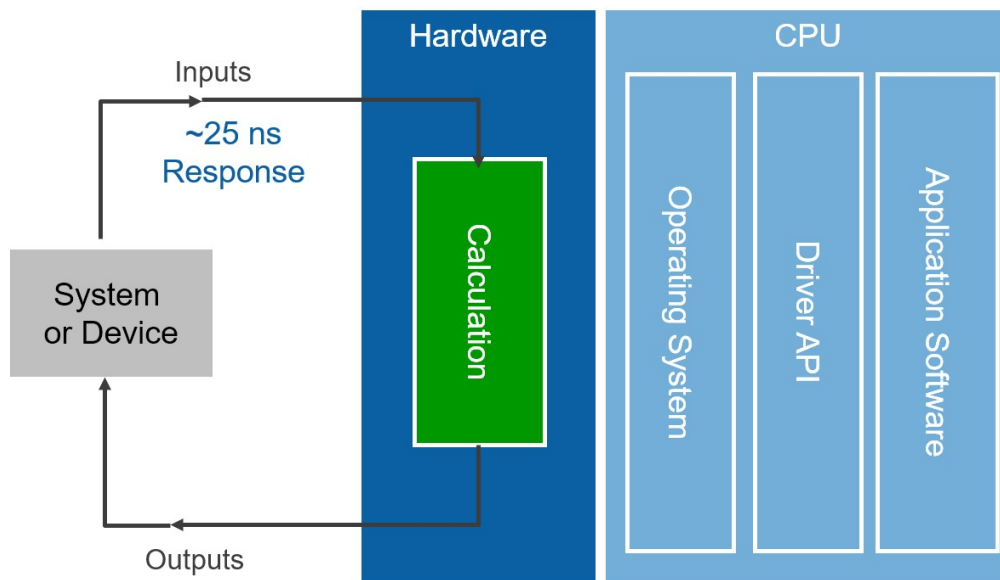 Hardware
CPU
Inputs
~25 ns
Response
Calculation
Operating System
Driver API
Application Software
System
or Device
Outputs